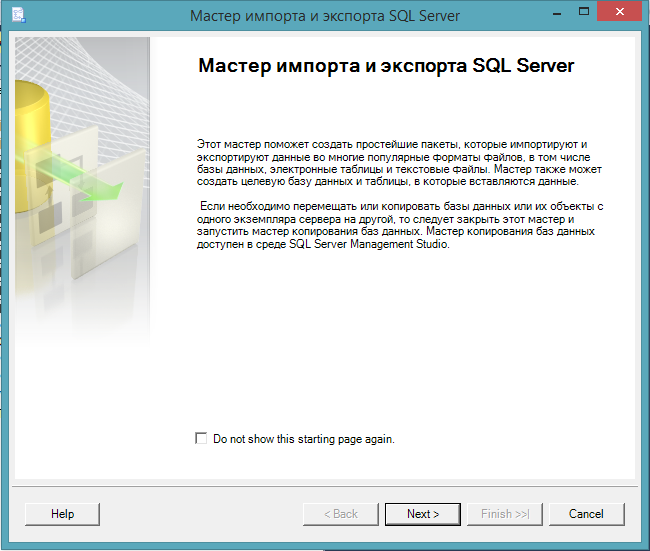 Мастер импорта и экспорта SQL Server
Мастер импорта и экспорта SQL Server
Этот мастер поможет создать простейшие пакеты, которые импортируют и
экспортируют данные во многие популярные форматы файлов, в том числе
базы данных, электронные таблицы и текстовые файлы. Мастер также может
создать целевую базу данных и таблицы, в которые вставляются данные.
Если необходимо перемещать или копировать базы данных или их объекты с
одного экземпляра сервера на другой, то следует закрыть этот мастер и
запустить мастер копирования баз данных. Мастер копирования баз данных
доступен в среде SQL Server Management Studio.
Do not show this starting page again.
Help
< Back
Next >
Finish >>|
Cancel